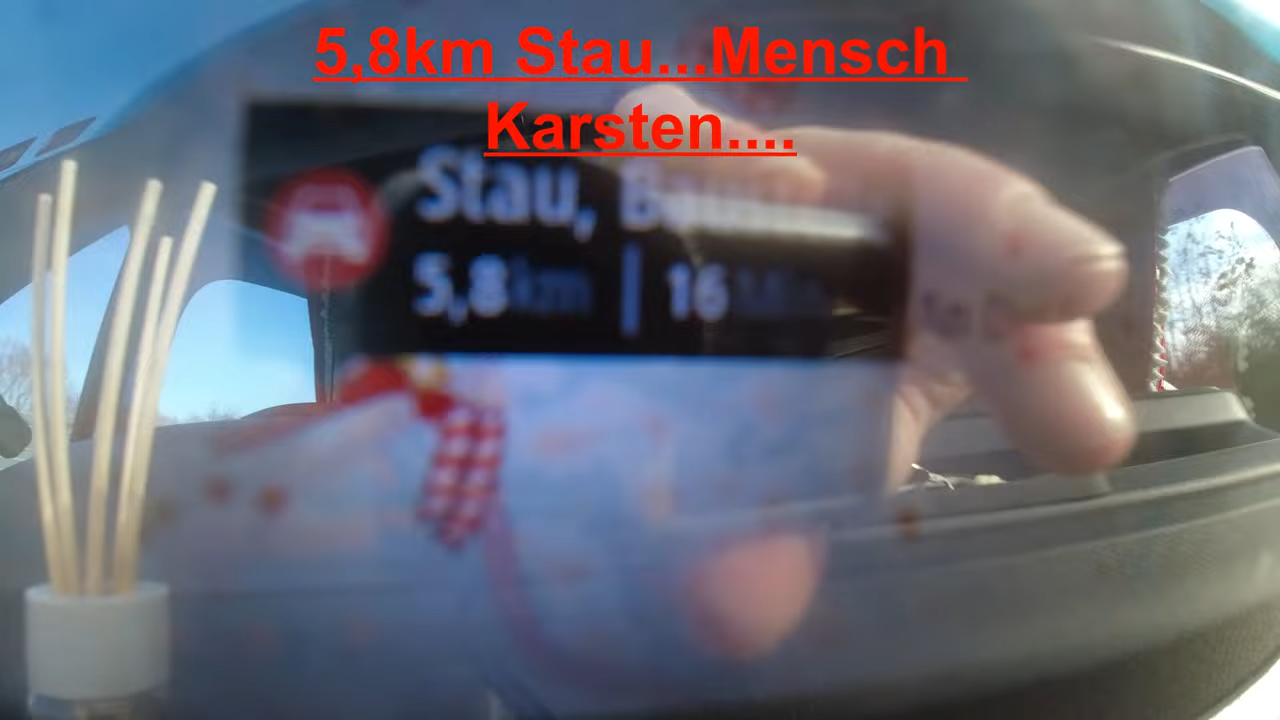 5,8km Stau...Mensch
Karsten....
Stau,
5,8km | 16